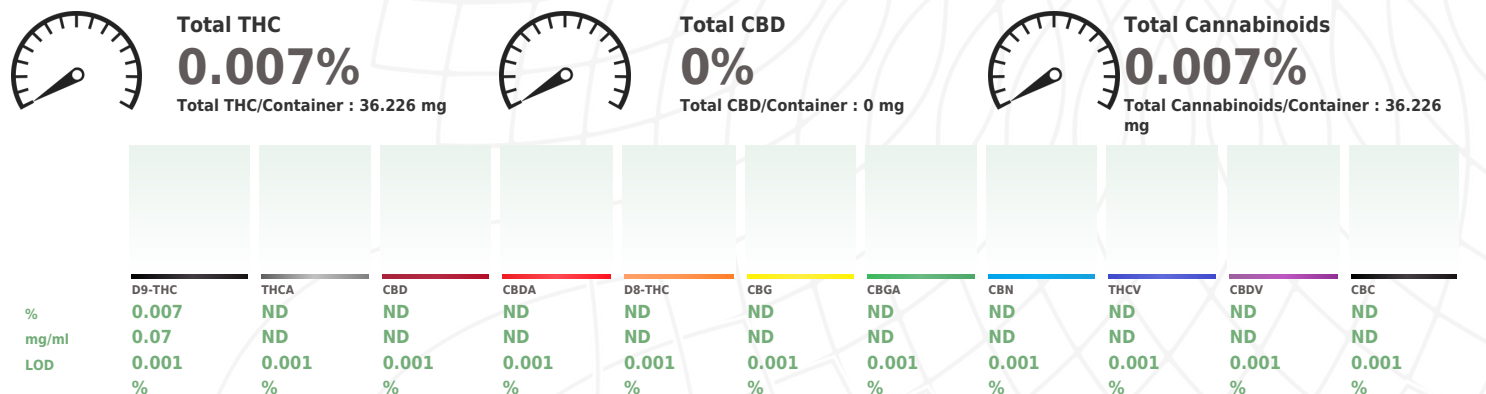 Total THC
0.007%
Total THC/Container : 36.226 mg
Total CBD
0%
Total CBD/Container : 0 mg
Total Cannabinoids
0.007%
Total Cannabinoids/Container : 36.226
mg
D9-THC THCA CBD CBDA D8-THC CBG CBGA CBN THCV CBDV CBC
% 0.007 ND ND ND ND ND ND ND ND ND ND
mg/ml 0.07 ND ND ND ND ND ND ND ND ND ND
LOD 0.001 0.001 0.001 0.001 0.001 0.001 0.001 0.001 0.001 0.001 0.001
% % % % % % % % % % %